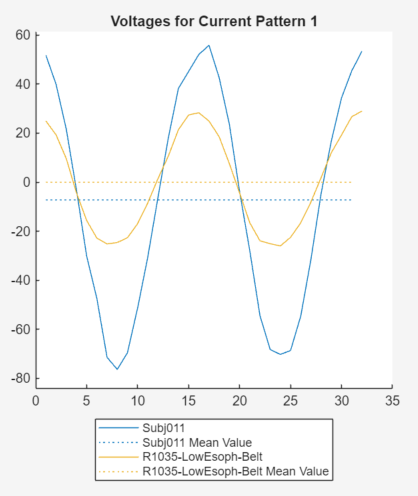 Voltages for Current Pattern 1
60
40
20
0
-20
-40
-60
-80
0 5 10 15 20 25 30 35
Subj011
Subj011 Mean Value
R1035-LowEsoph-Belt
R1035-LowEsoph-Belt Mean Value